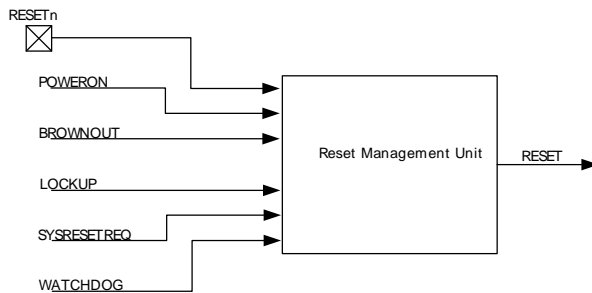 RESETn
POWERON
BROWNOUT
LOCKUP
SYSRESETREQ
WATCHDOG
Reset Management Unit
RESET